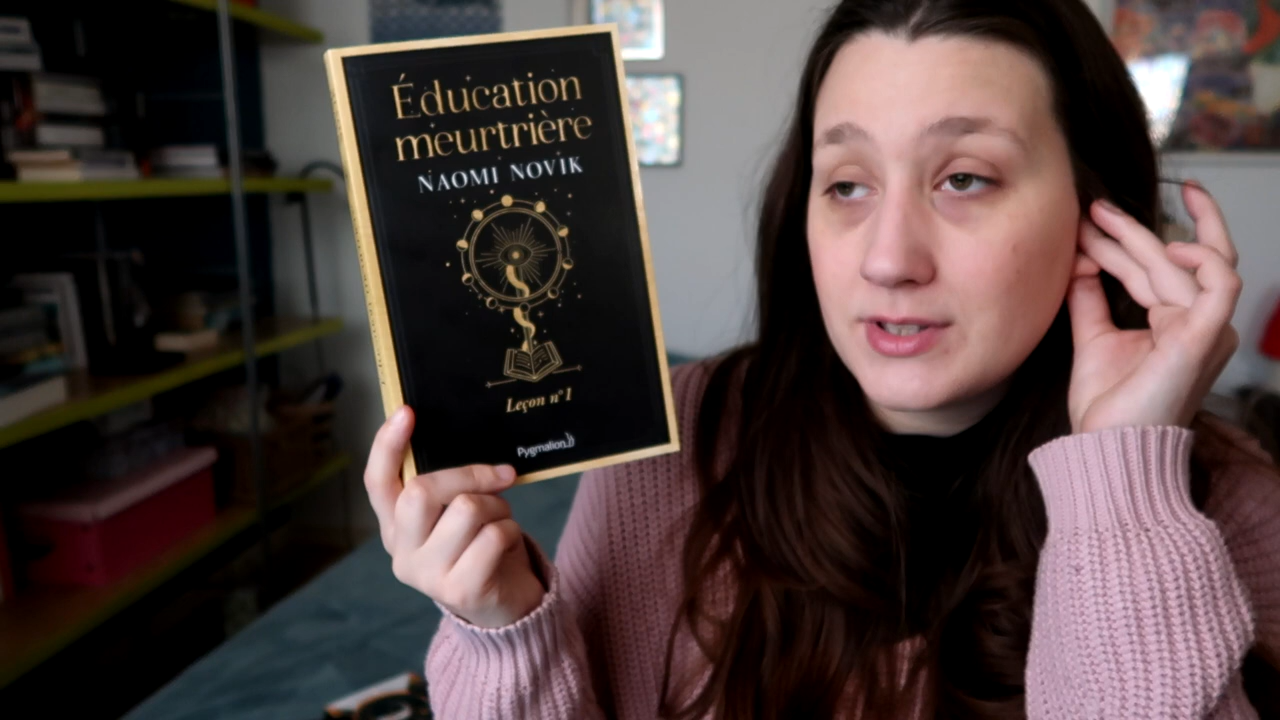 Éducation
meurtrière
NAOMI NOVIK
Leçon n°1
Pygmalion